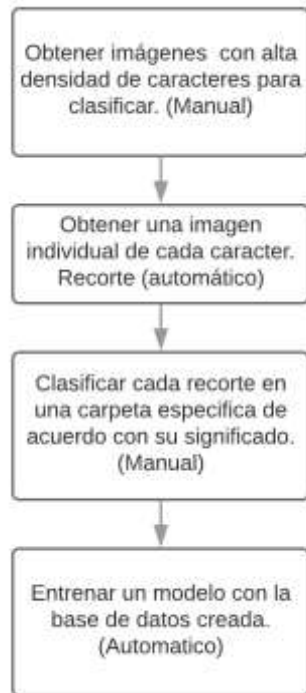 Obtener imágenes con alta
densidad de caracteres para
clasificar. (Manual)
Obtener una imagen
individual de cada caracter.
Recorte (automático)
Clasificar cada recorte en
una carpeta especifica de
acuerdo con su significado.
(Manual)
Entrenar un modelo con la
base de datos creada.
(Automatico)